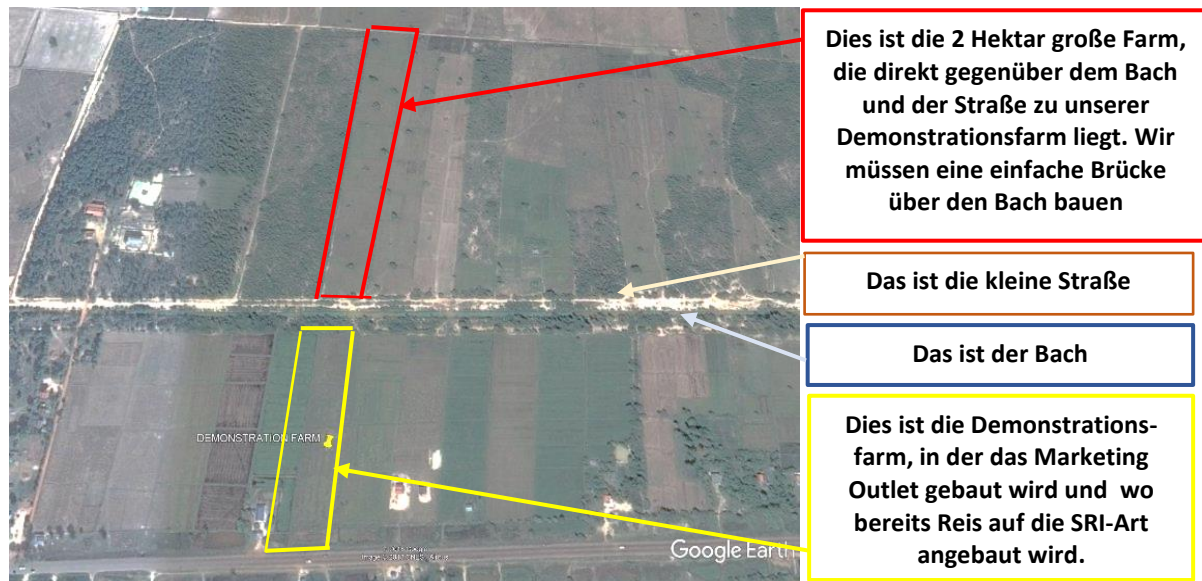 Dies ist die 2 Hektar große Farm,
die direkt gegenüber dem Bach
und der Straße zu unserer
Demonstrationsfarm liegt. Wir
müssen eine einfache Brücke
über den Bach bauen
Das ist die kleine Straße
Das ist der Bach
DEMONSTRATION FARM
Dies ist die Demonstrations-
farm, in der das Marketing
Outlet gebaut wird und wo
bereits Reis auf die SRI-Art
angebaut wird.
Google Earth